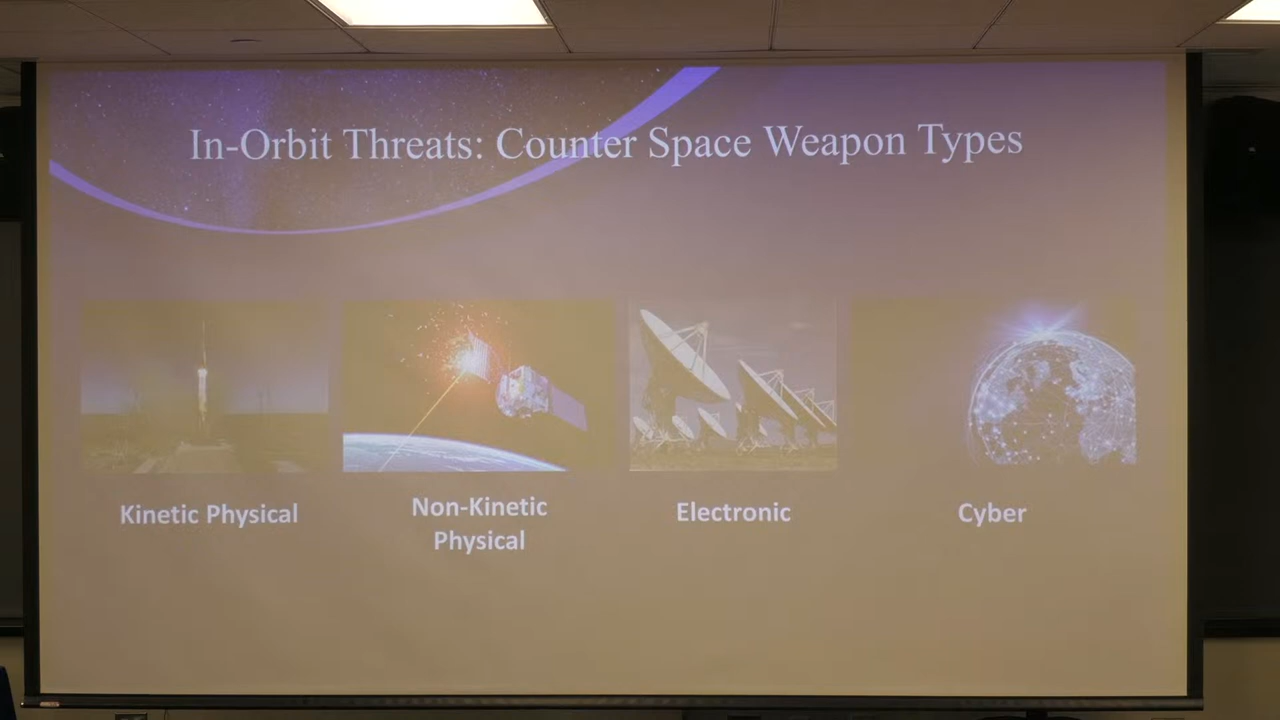 In-Orbit Threats: Counter Space Weapon Types
Kinetic Physical
Non-Kinetic
Physical
Electronic
Cyber